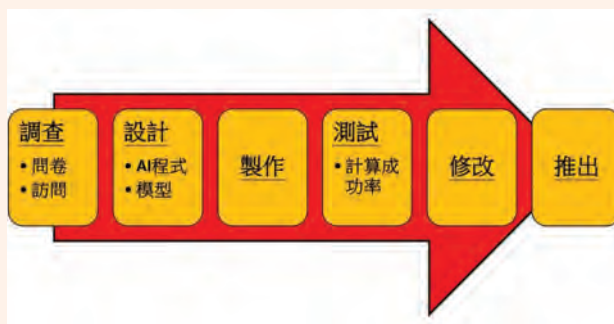 調查
• 問卷
• 訪問
設計
• AI程式
• 模型
製作
測試
• 計算成
功率
修改
推出